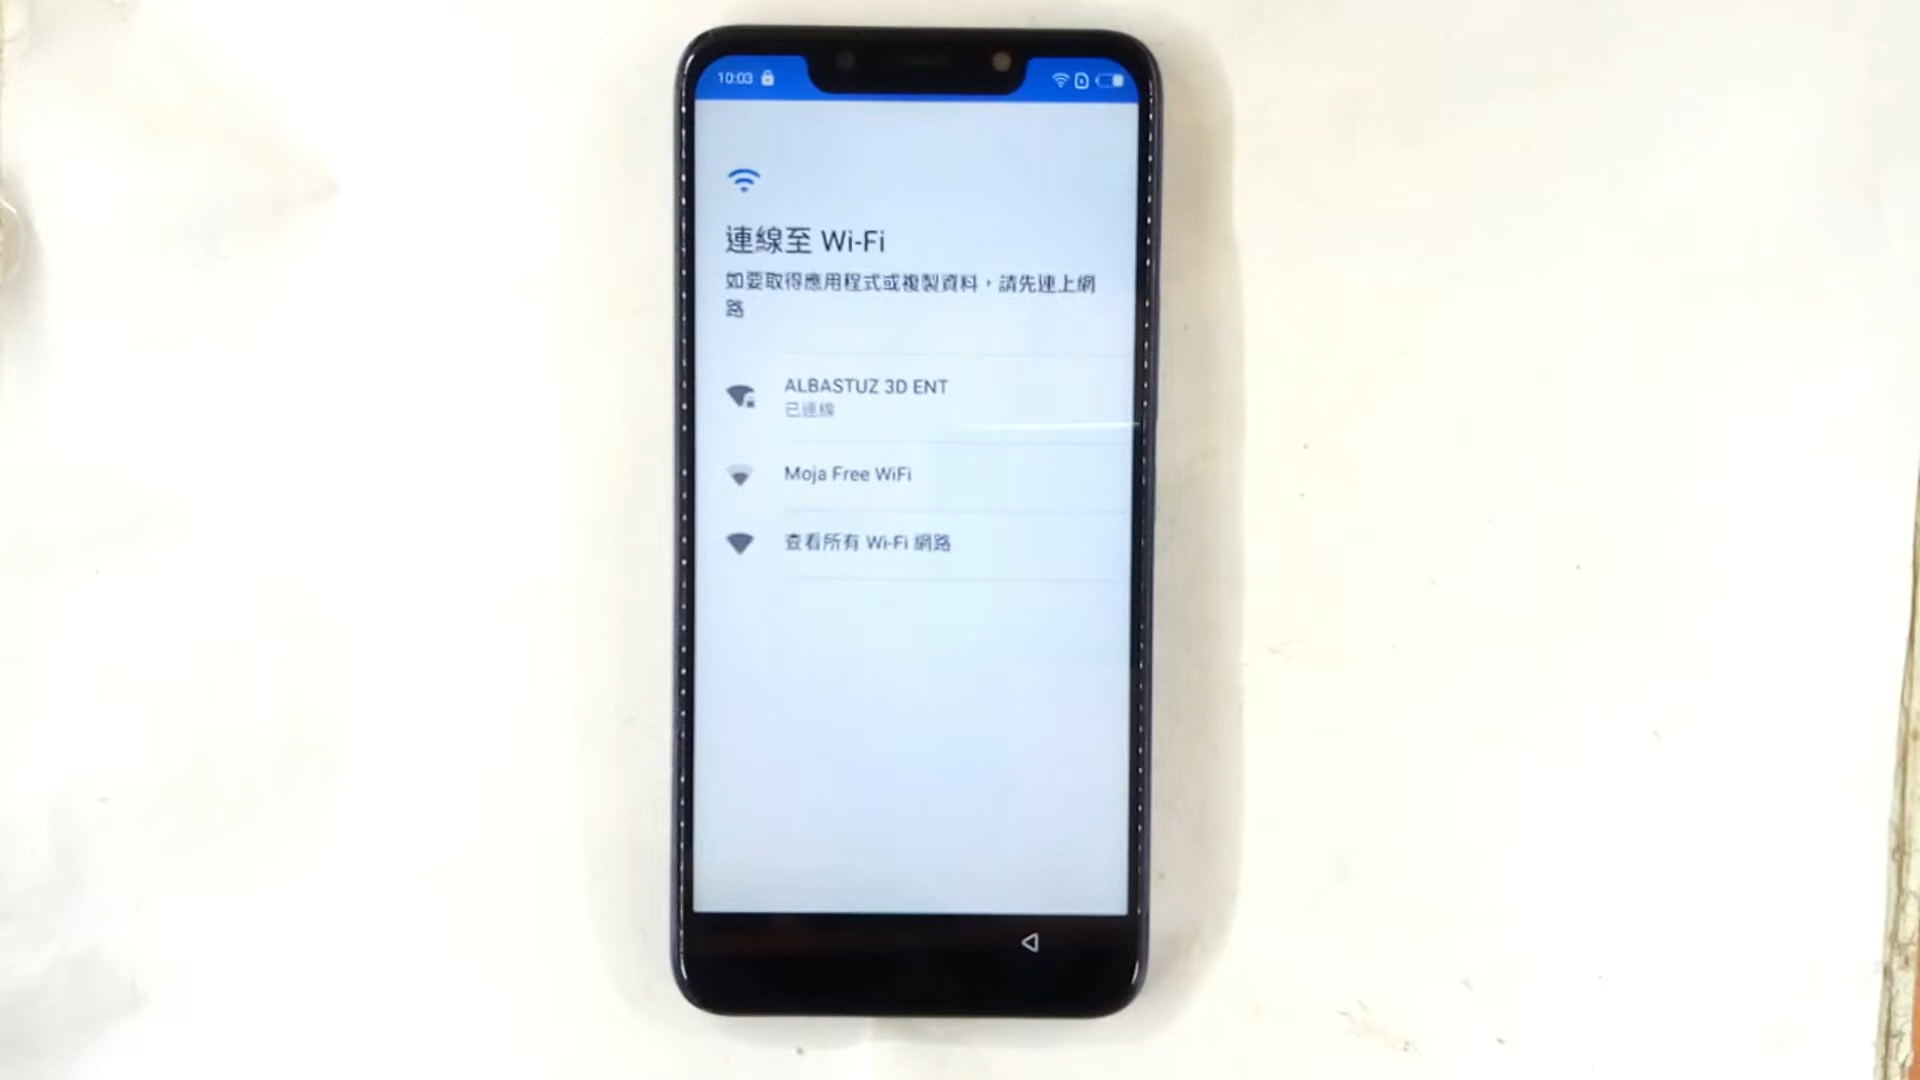 10:03
連線至 Wi-Fi
如要取得應用程式或複製資料，請先連上網
路
ALBASTUZ 3D ENT
已連線
Moja Free WiFi
查看所有 Wi-Fi 網路